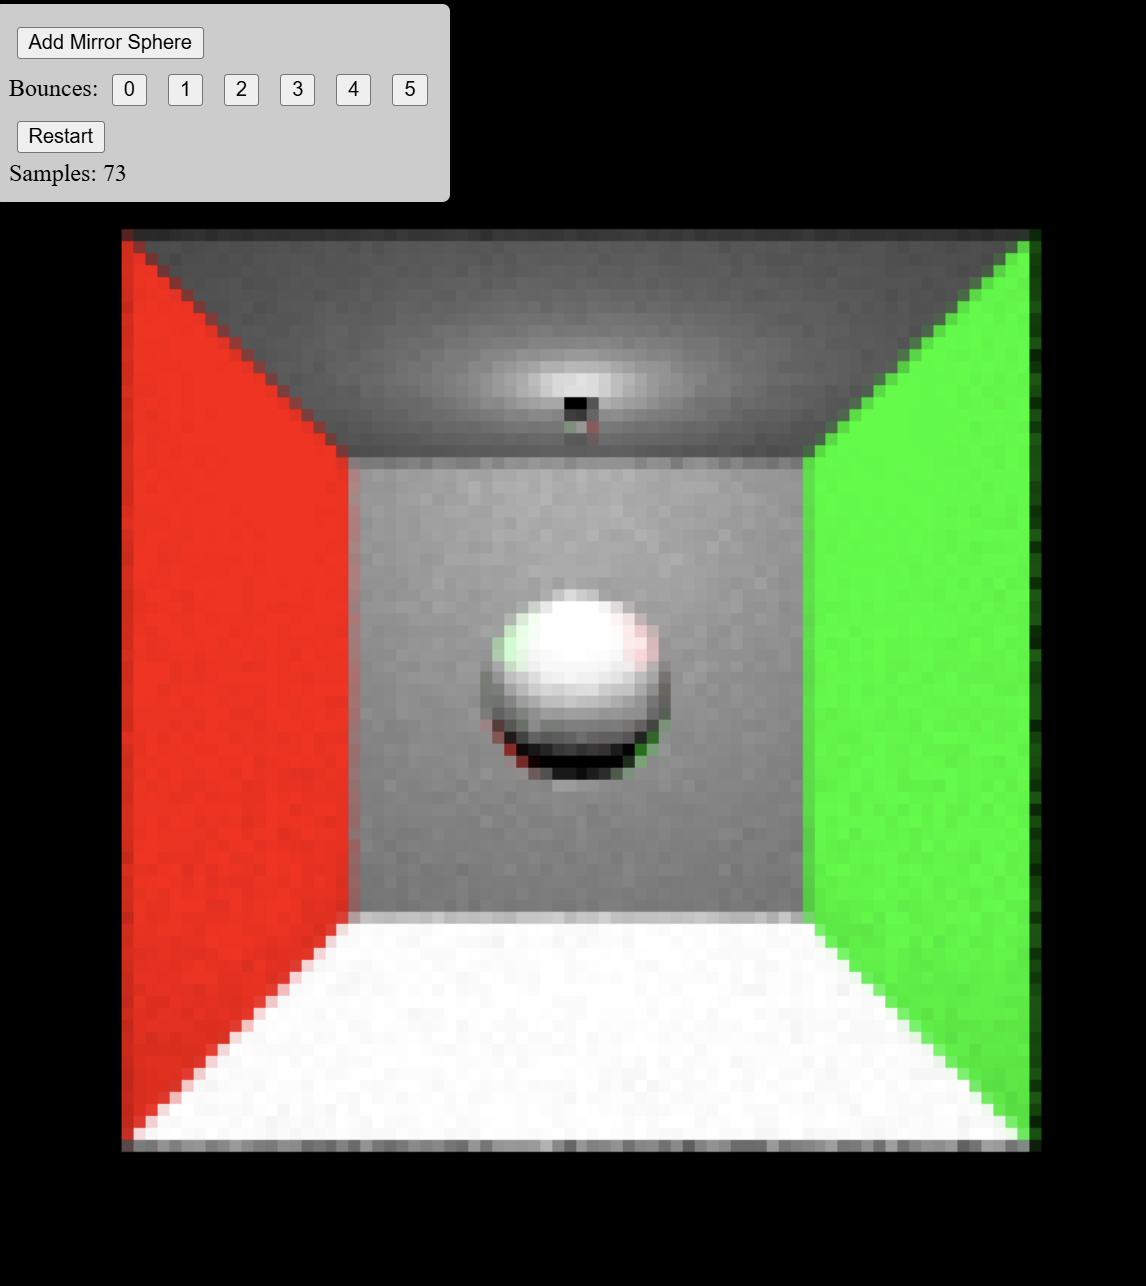 Add Mirror Sphere
Bounces: 0 1 2 3 4 5
Restart
Samples: 73